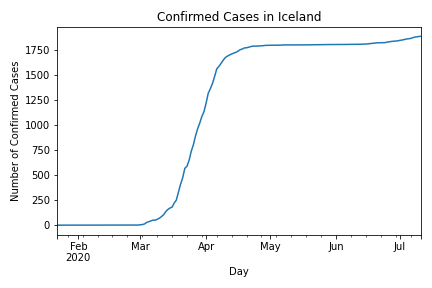 Confirmed Cases in Iceland
Number of Confirmed Cases
1750
1500
1250
1000
750
500
250
0
Feb Mar Apr May Jun Jul
2020
Day